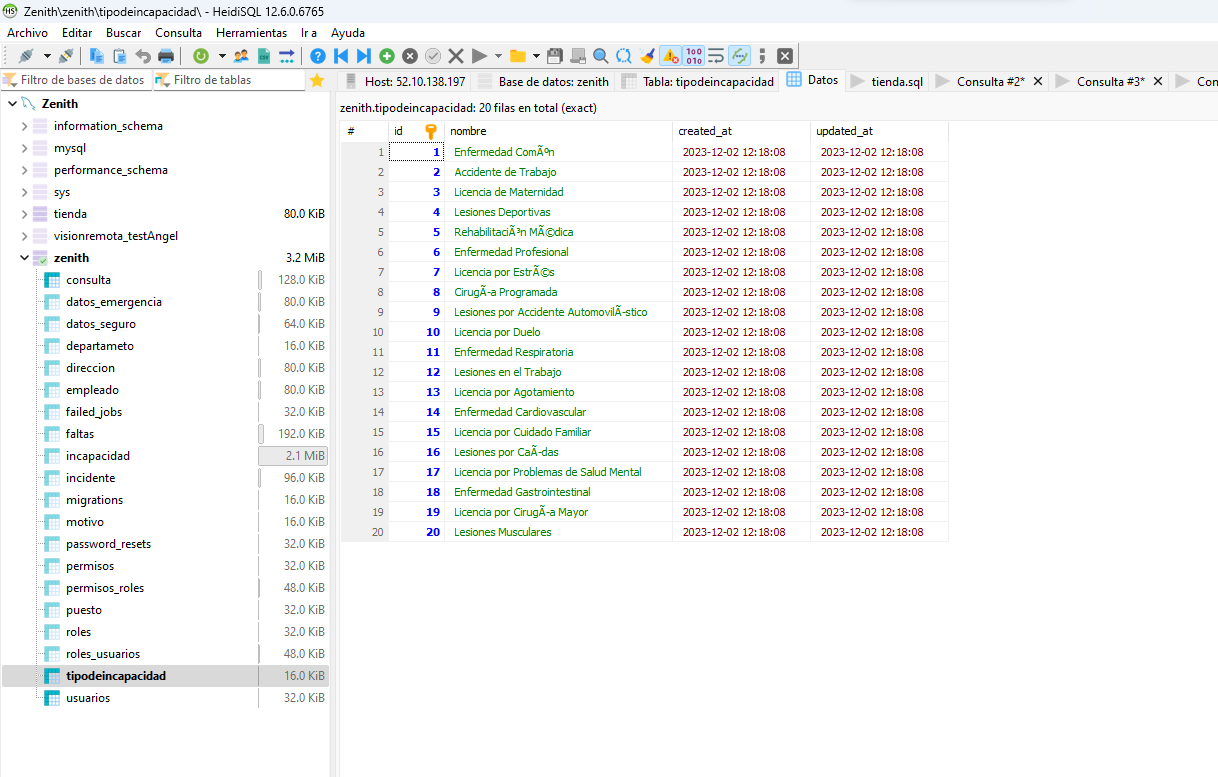 Zenith\zenith\tipodeincapacidad\ - HeidiSQL 12.6.0.6765
Archivo Editar Buscar Consulta Herramientas Ir a Ayuda
Filtro de bases de datos Filtro de tablas
Host: 52.10.138.197 Base de datos: zenith Tabla: tipodeincapacidad Datos tienda.sql Consulta #2* Consulta #3* Con
Zenith
information_schema
mysql
performance_schema
sys
tienda 80.0 KiB
visionremota_testAngel
zenith 3.2 MiB
consulta 128.0 KiB
datos_emergencia 80.0 KiB
datos_seguro 64.0 KiB
departameto 16.0 KiB
direccion 80.0 KiB
empleado 80.0 KiB
failed_jobs 32.0 KiB
faltas 192.0 KiB
incapacidad 2.1 MiB
incidente 96.0 KiB
migrations 16.0 KiB
motivo 16.0 KiB
password_resets 32.0 KiB
permisos 32.0 KiB
permisos_roles 48.0 KiB
puesto 32.0 KiB
roles 32.0 KiB
roles_usuarios 48.0 KiB
tipodeincapacidad 16.0 KiB
usuarios 32.0 KiB
zenith.tipodeincapacidad: 20 filas en total (exact)
# id nombre created_at updated_at
1 1 Enfermedad ComÃºn 2023-12-02 12:18:08 2023-12-02 12:18:08
2 2 Accidente de Trabajo 2023-12-02 12:18:08 2023-12-02 12:18:08
3 3 Licencia de Maternidad 2023-12-02 12:18:08 2023-12-02 12:18:08
4 4 Lesiones Deportivas 2023-12-02 12:18:08 2023-12-02 12:18:08
5 5 RehabilitaciÃ³n MÃ©dica 2023-12-02 12:18:08 2023-12-02 12:18:08
6 6 Enfermedad Profesional 2023-12-02 12:18:08 2023-12-02 12:18:08
7 7 Licencia por EstrÃ©s 2023-12-02 12:18:08 2023-12-02 12:18:08
8 8 CirugÃ-a Programada 2023-12-02 12:18:08 2023-12-02 12:18:08
9 9 Lesiones por Accidente AutomovilÃ-stico 2023-12-02 12:18:08 2023-12-02 12:18:08
10 10 Licencia por Duelo 2023-12-02 12:18:08 2023-12-02 12:18:08
11 11 Enfermedad Respiratoria 2023-12-02 12:18:08 2023-12-02 12:18:08
12 12 Lesiones en el Trabajo 2023-12-02 12:18:08 2023-12-02 12:18:08
13 13 Licencia por Agotamiento 2023-12-02 12:18:08 2023-12-02 12:18:08
14 14 Enfermedad Cardiovascular 2023-12-02 12:18:08 2023-12-02 12:18:08
15 15 Licencia por Cuidado Familiar 2023-12-02 12:18:08 2023-12-02 12:18:08
16 16 Lesiones por CaÃ-das 2023-12-02 12:18:08 2023-12-02 12:18:08
17 17 Licencia por Problemas de Salud Mental 2023-12-02 12:18:08 2023-12-02 12:18:08
18 18 Enfermedad Gastrointestinal 2023-12-02 12:18:08 2023-12-02 12:18:08
19 19 Licencia por CirugÃ-a Mayor 2023-12-02 12:18:08 2023-12-02 12:18:08
20 20 Lesiones Musculares 2023-12-02 12:18:08 2023-12-02 12:18:08